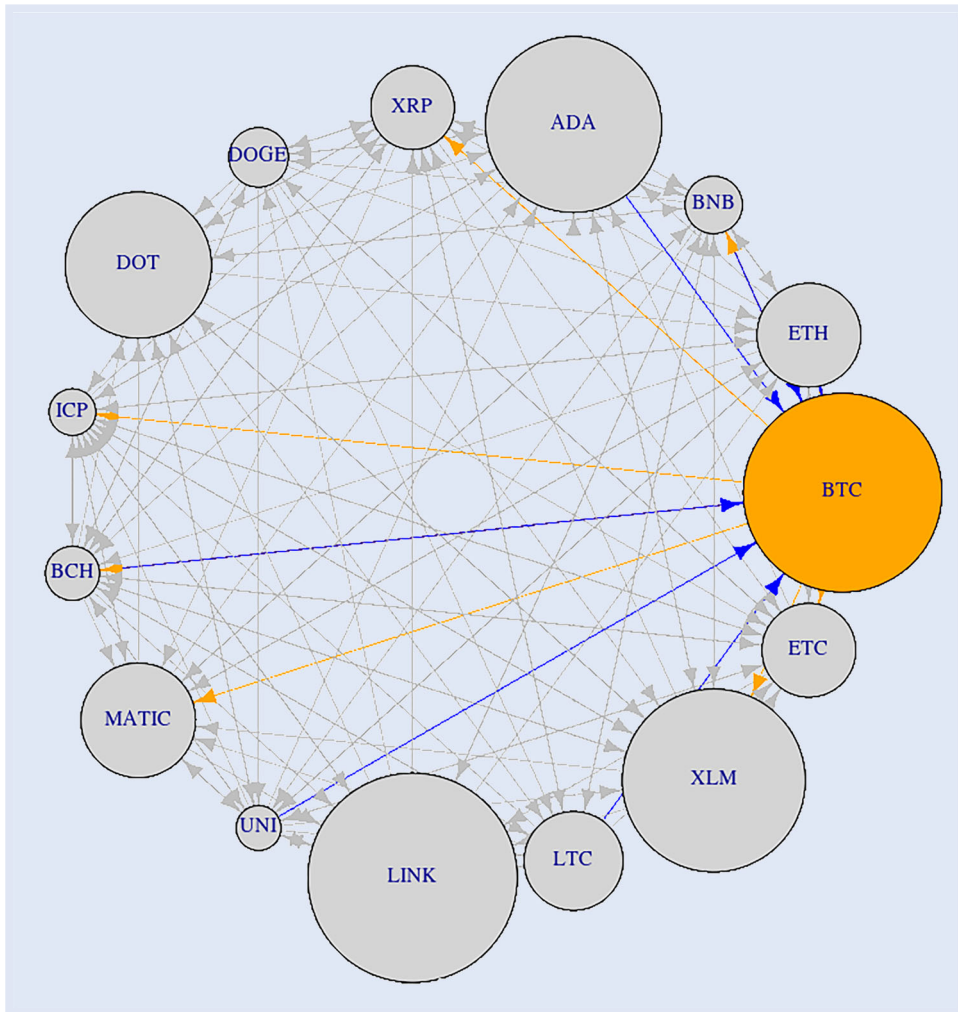 ADA
XRP
DOGE
BNB
DOT
ETH
ICP
BTC
BCH
ETC
MATIC
XLM
UNI
LTC
LINK